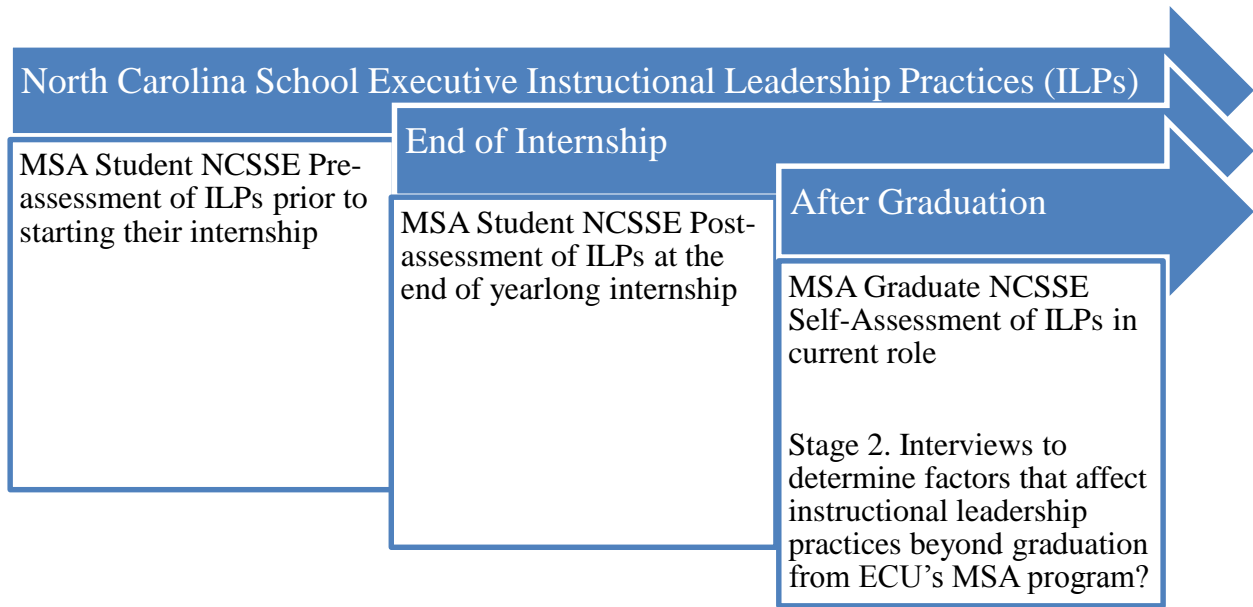 North Carolina School Executive Instructional Leadership Practices (ILPs)
MSA Student NCSSE Pre-
assessment of ILPs prior to
starting their internship
End of Internship
MSA Student NCSSE Post-
assessment of ILPs at the
end of yearlong internship
After Graduation
MSA Graduate NCSSE
Self-Assessment of ILPs in
current role
Stage 2. Interviews to
determine factors that affect
instructional leadership
practices beyond graduation
from ECU’s MSA program?